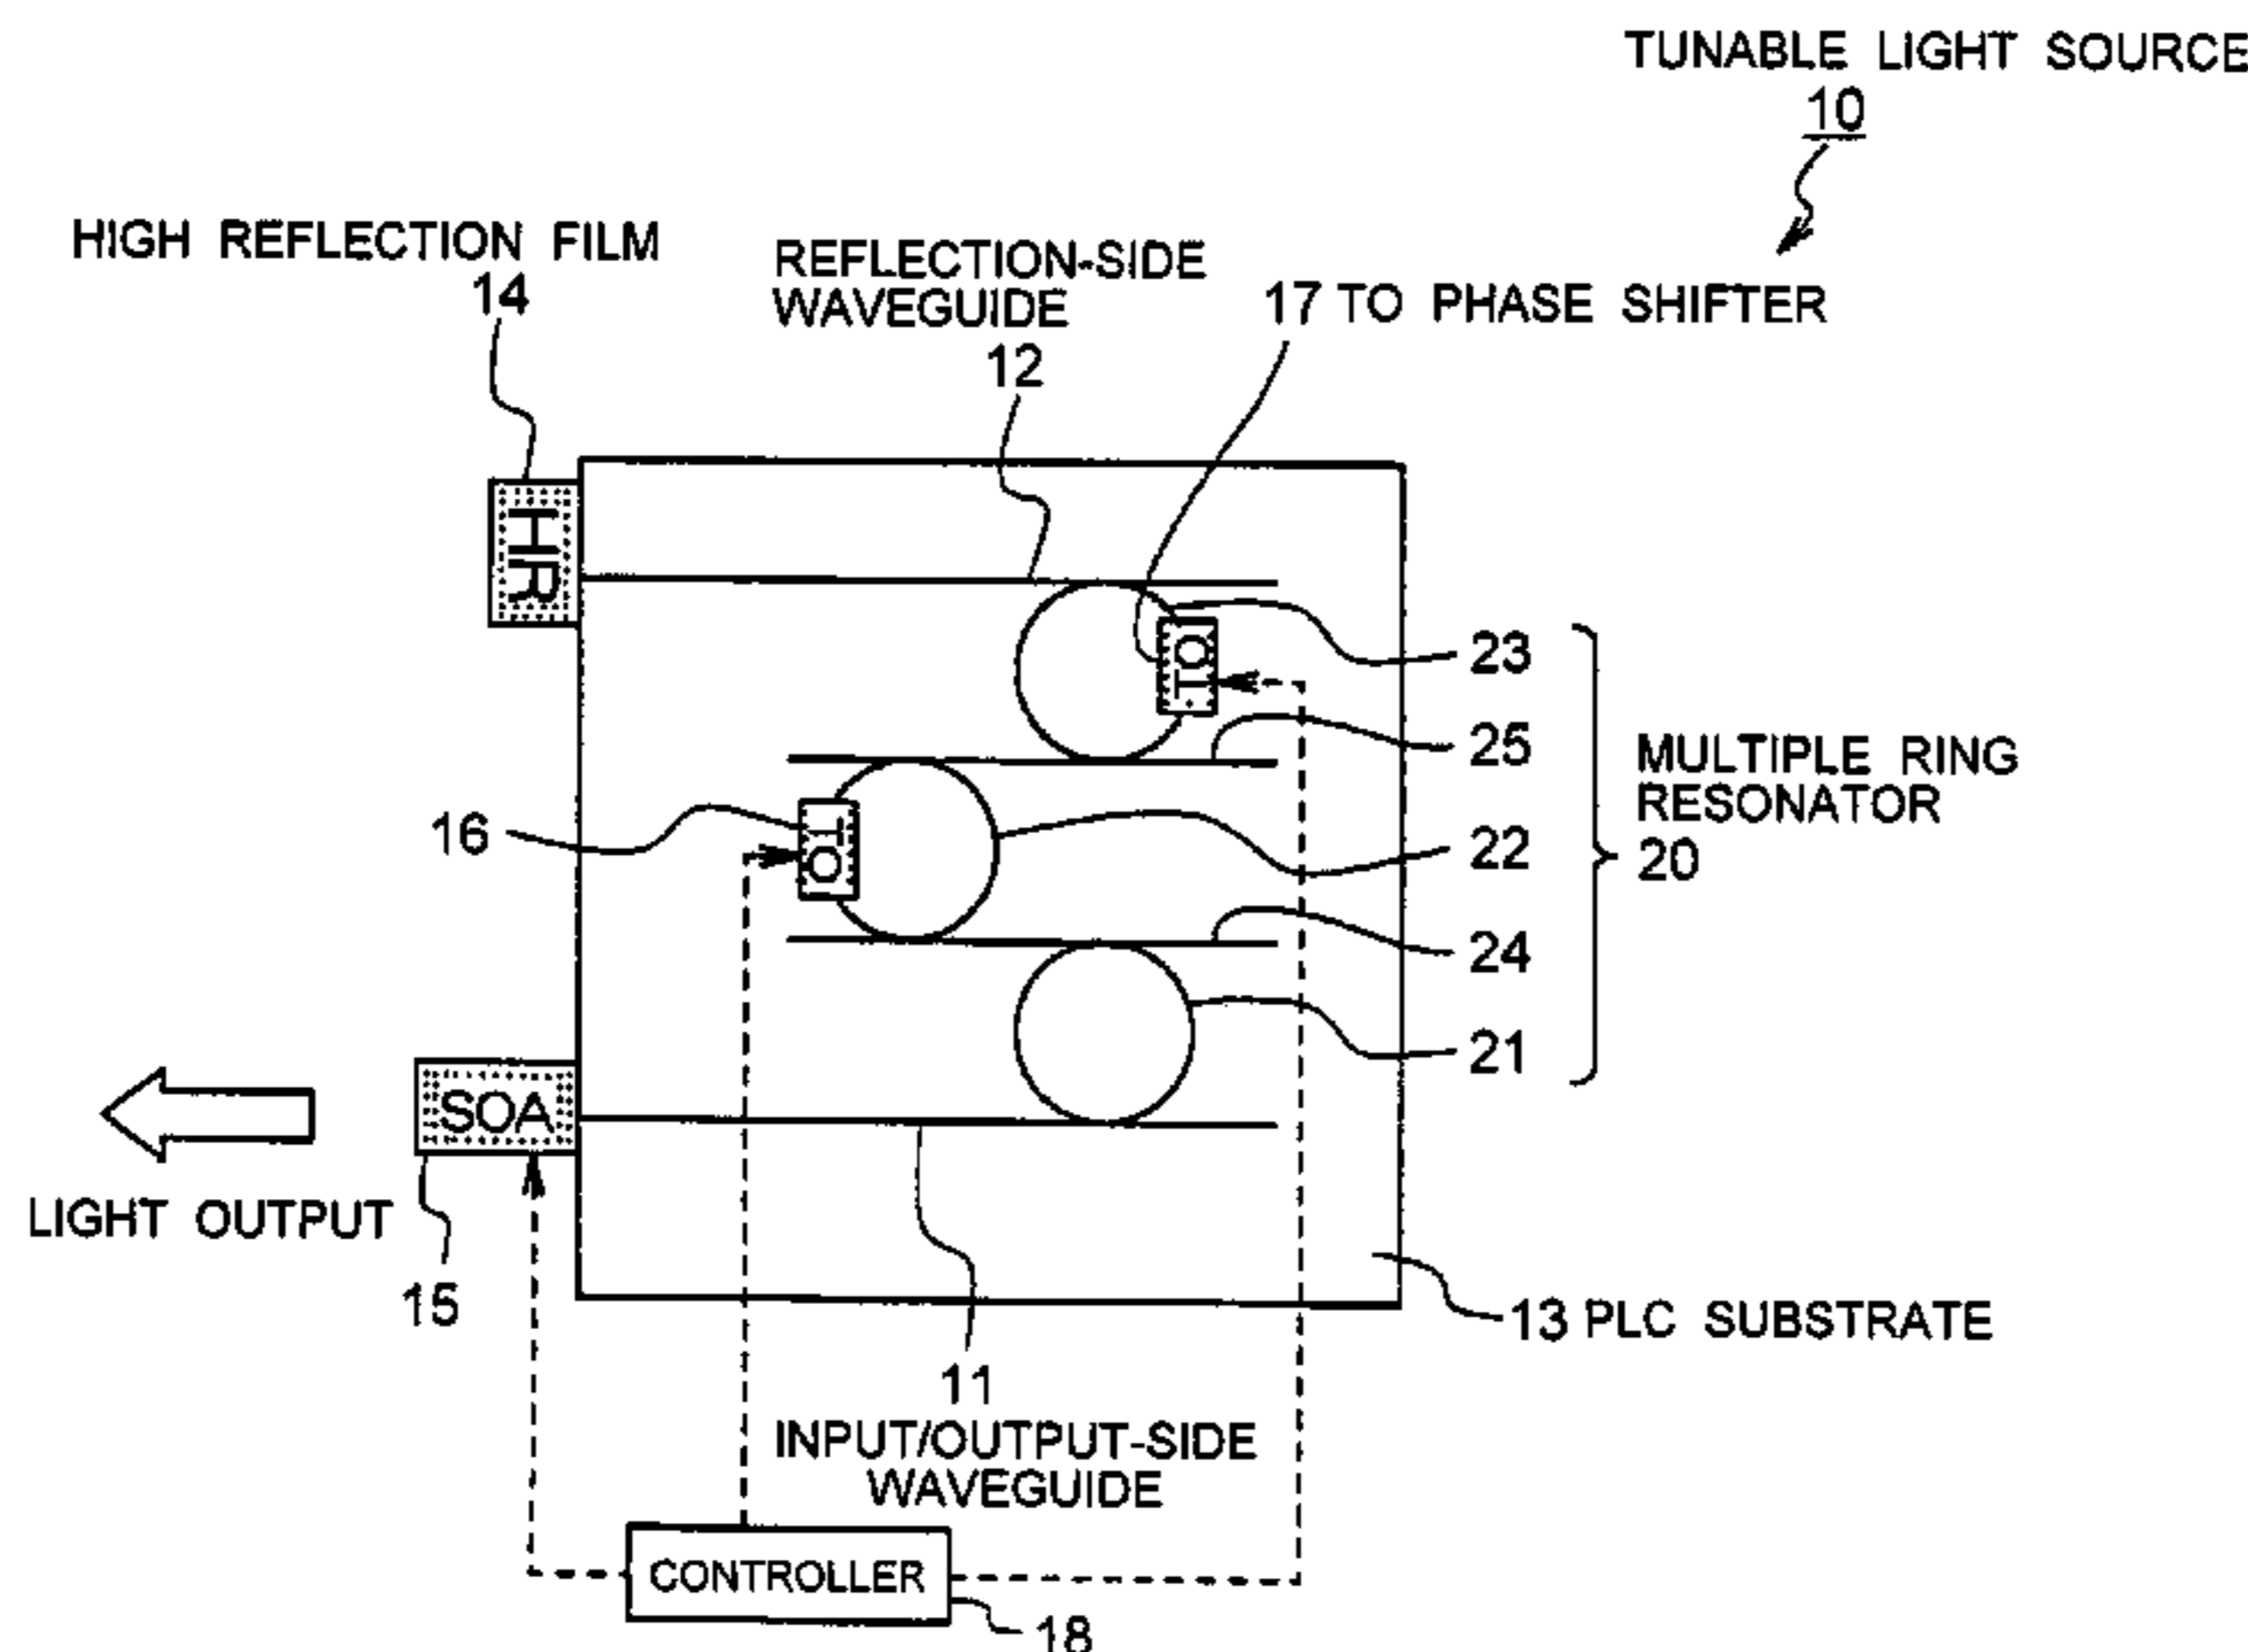 TUNABLE LIGHT SOURCE
10
HIGH REFLECTION FILM
14
REFLECTION-SIDE
WAVEGUIDE
12
17 TO PHASE SHIFTER
HR
TO
23
25
MULTIPLE RING
RESONATOR
20
16
TO
22
24
21
SOA
LIGHT OUTPUT
15
13 PLC SUBSTRATE
11
INPUT/OUTPUT-SIDE
WAVEGUIDE
CONTROLLER
18